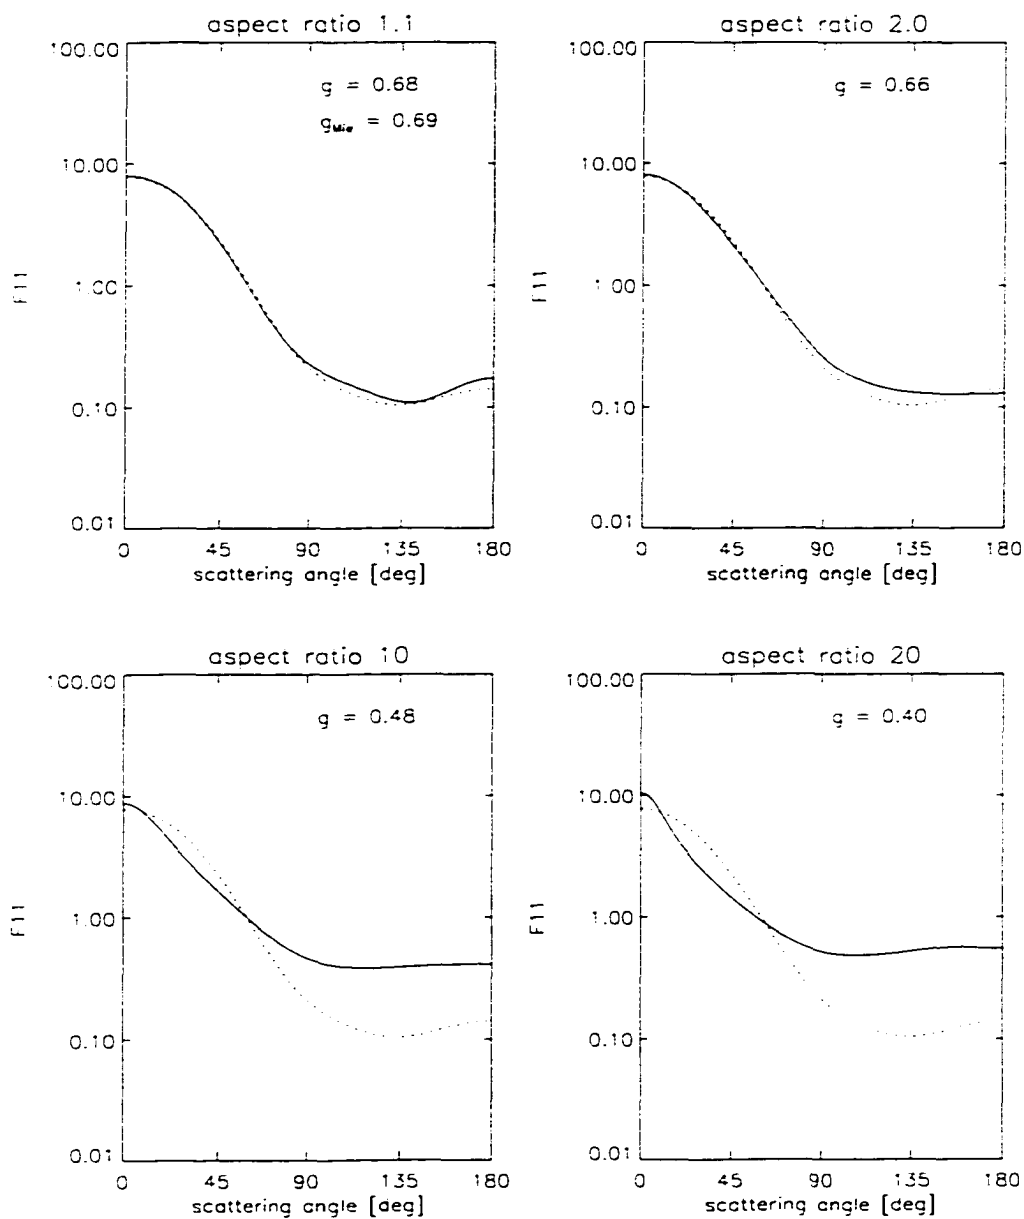 aspect ratio 1.1
100.00
10.00
1.00
0.10
0.01
F11
g = 0.68
gMie = 0.69
0 45 90 135 180
scattering angle [deg]
aspect ratio 2.0
100.00
10.00
1.00
0.10
0.01
F11
g = 0.66
0 45 90 135 180
scattering angle [deg]
aspect ratio 10
100.00
10.00
1.00
0.10
0.01
F11
g = 0.48
0 45 90 135 180
scattering angle [deg]
aspect ratio 20
100.00
10.00
1.00
0.10
0.01
F11
g = 0.40
0 45 90 135 180
scattering angle [deg]